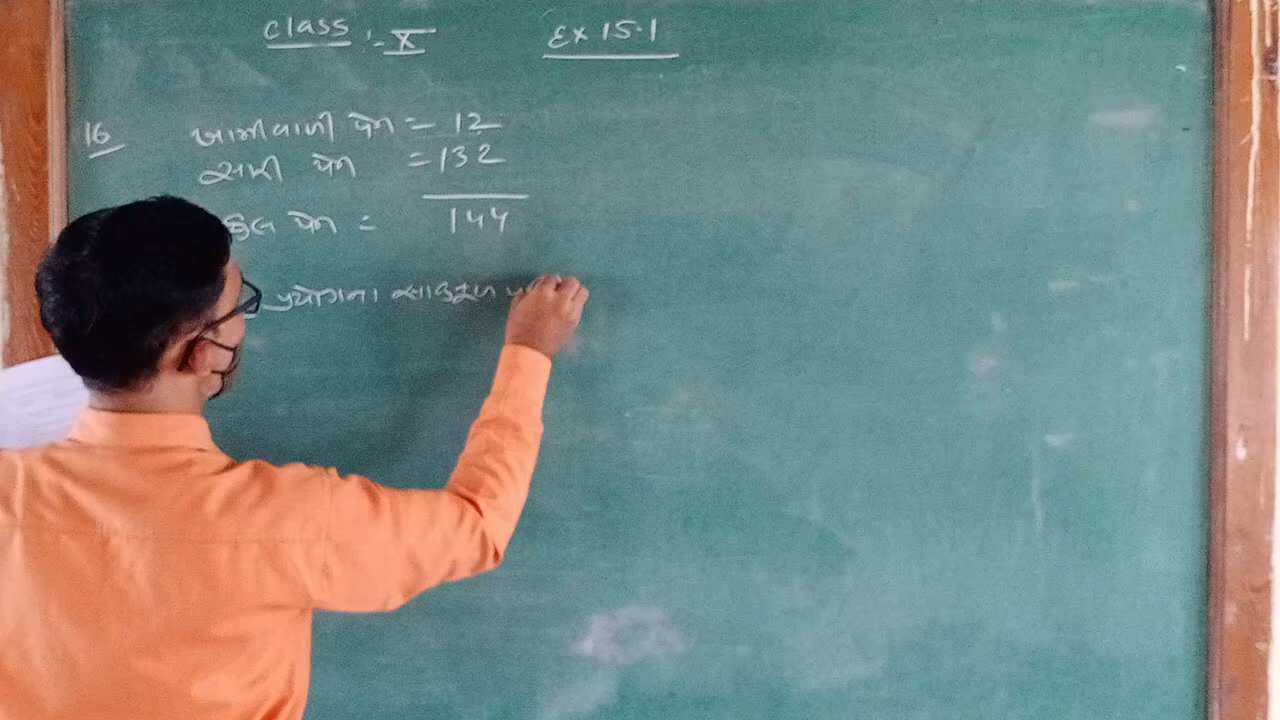 Class :- X Ex 15.1
16 ખામીવાળી પેન = 12
સારી પેન = 132
કુલ પેન = 144
પ્રયોગના